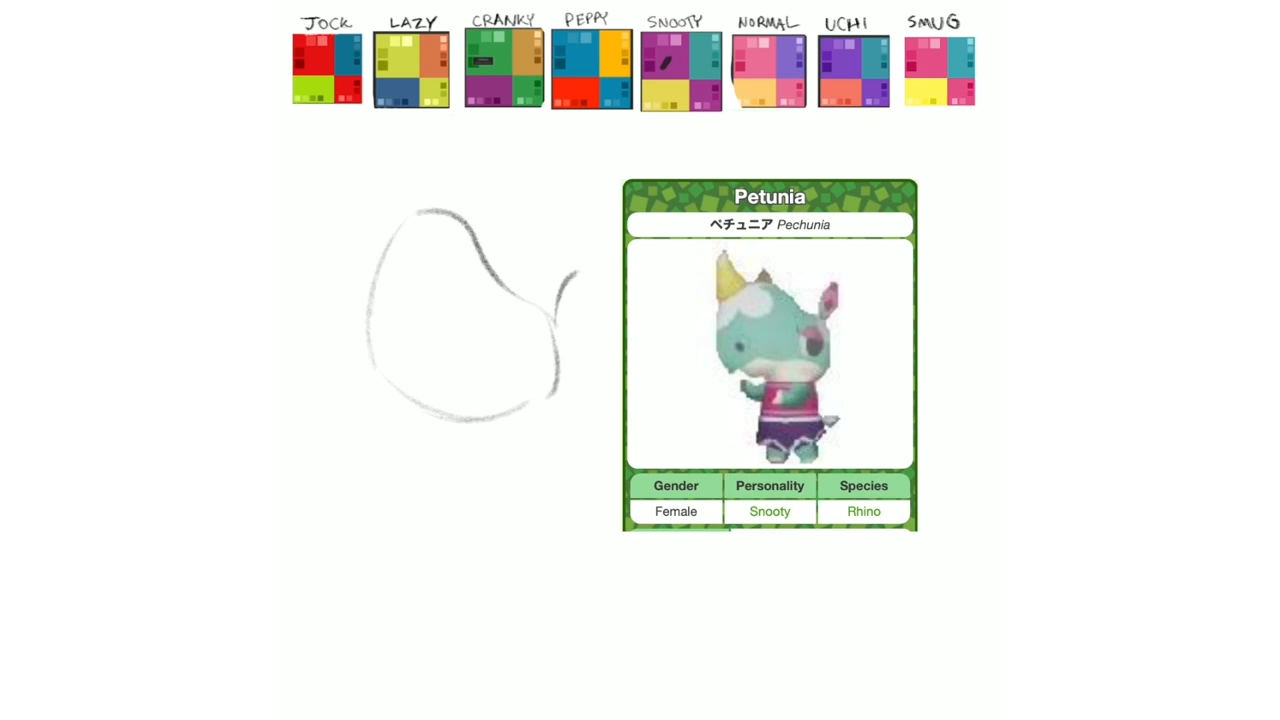 JOCK LAZY CRANKY PEPPY SNOOTY NORMAL UCHI SMUG
Petunia
ペチュニア Pechunia
Gender Personality Species
Female Snooty Rhino